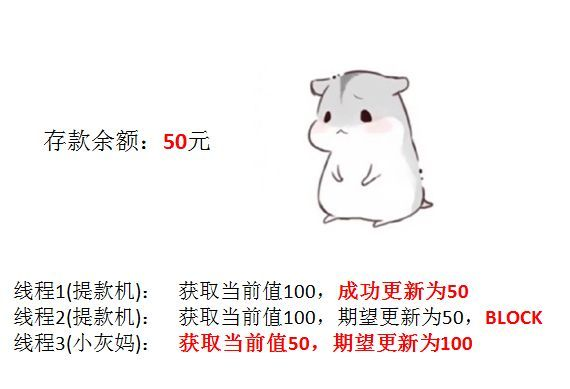 存款余额：50元
线程1(提款机)： 获取当前值100，成功更新为50
线程2(提款机)： 获取当前值100，期望更新为50，BLOCK
线程3(小灰妈)： 获取当前值50，期望更新为100